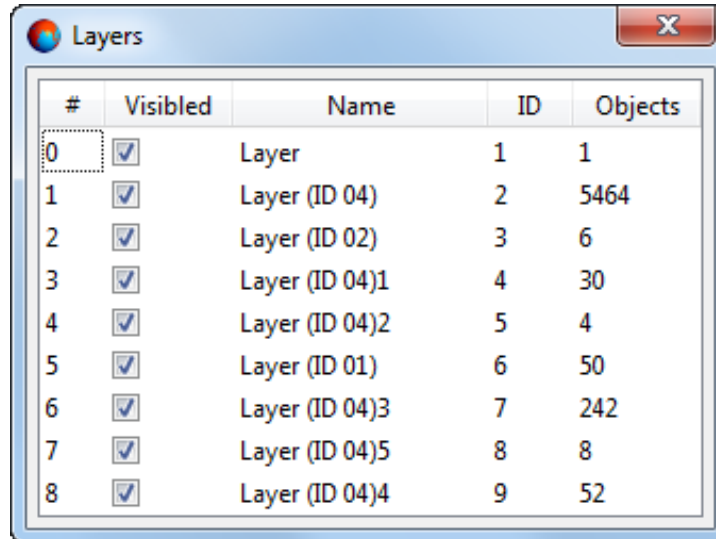 Layers
# Visibled Name ID Objects
0 Layer 1 1
1 Layer (ID 04) 2 5464
2 Layer (ID 02) 3 6
3 Layer (ID 04)1 4 30
4 Layer (ID 04)2 5 4
5 Layer (ID 01) 6 50
6 Layer (ID 04)3 7 242
7 Layer (ID 04)5 8 8
8 Layer (ID 04)4 9 52